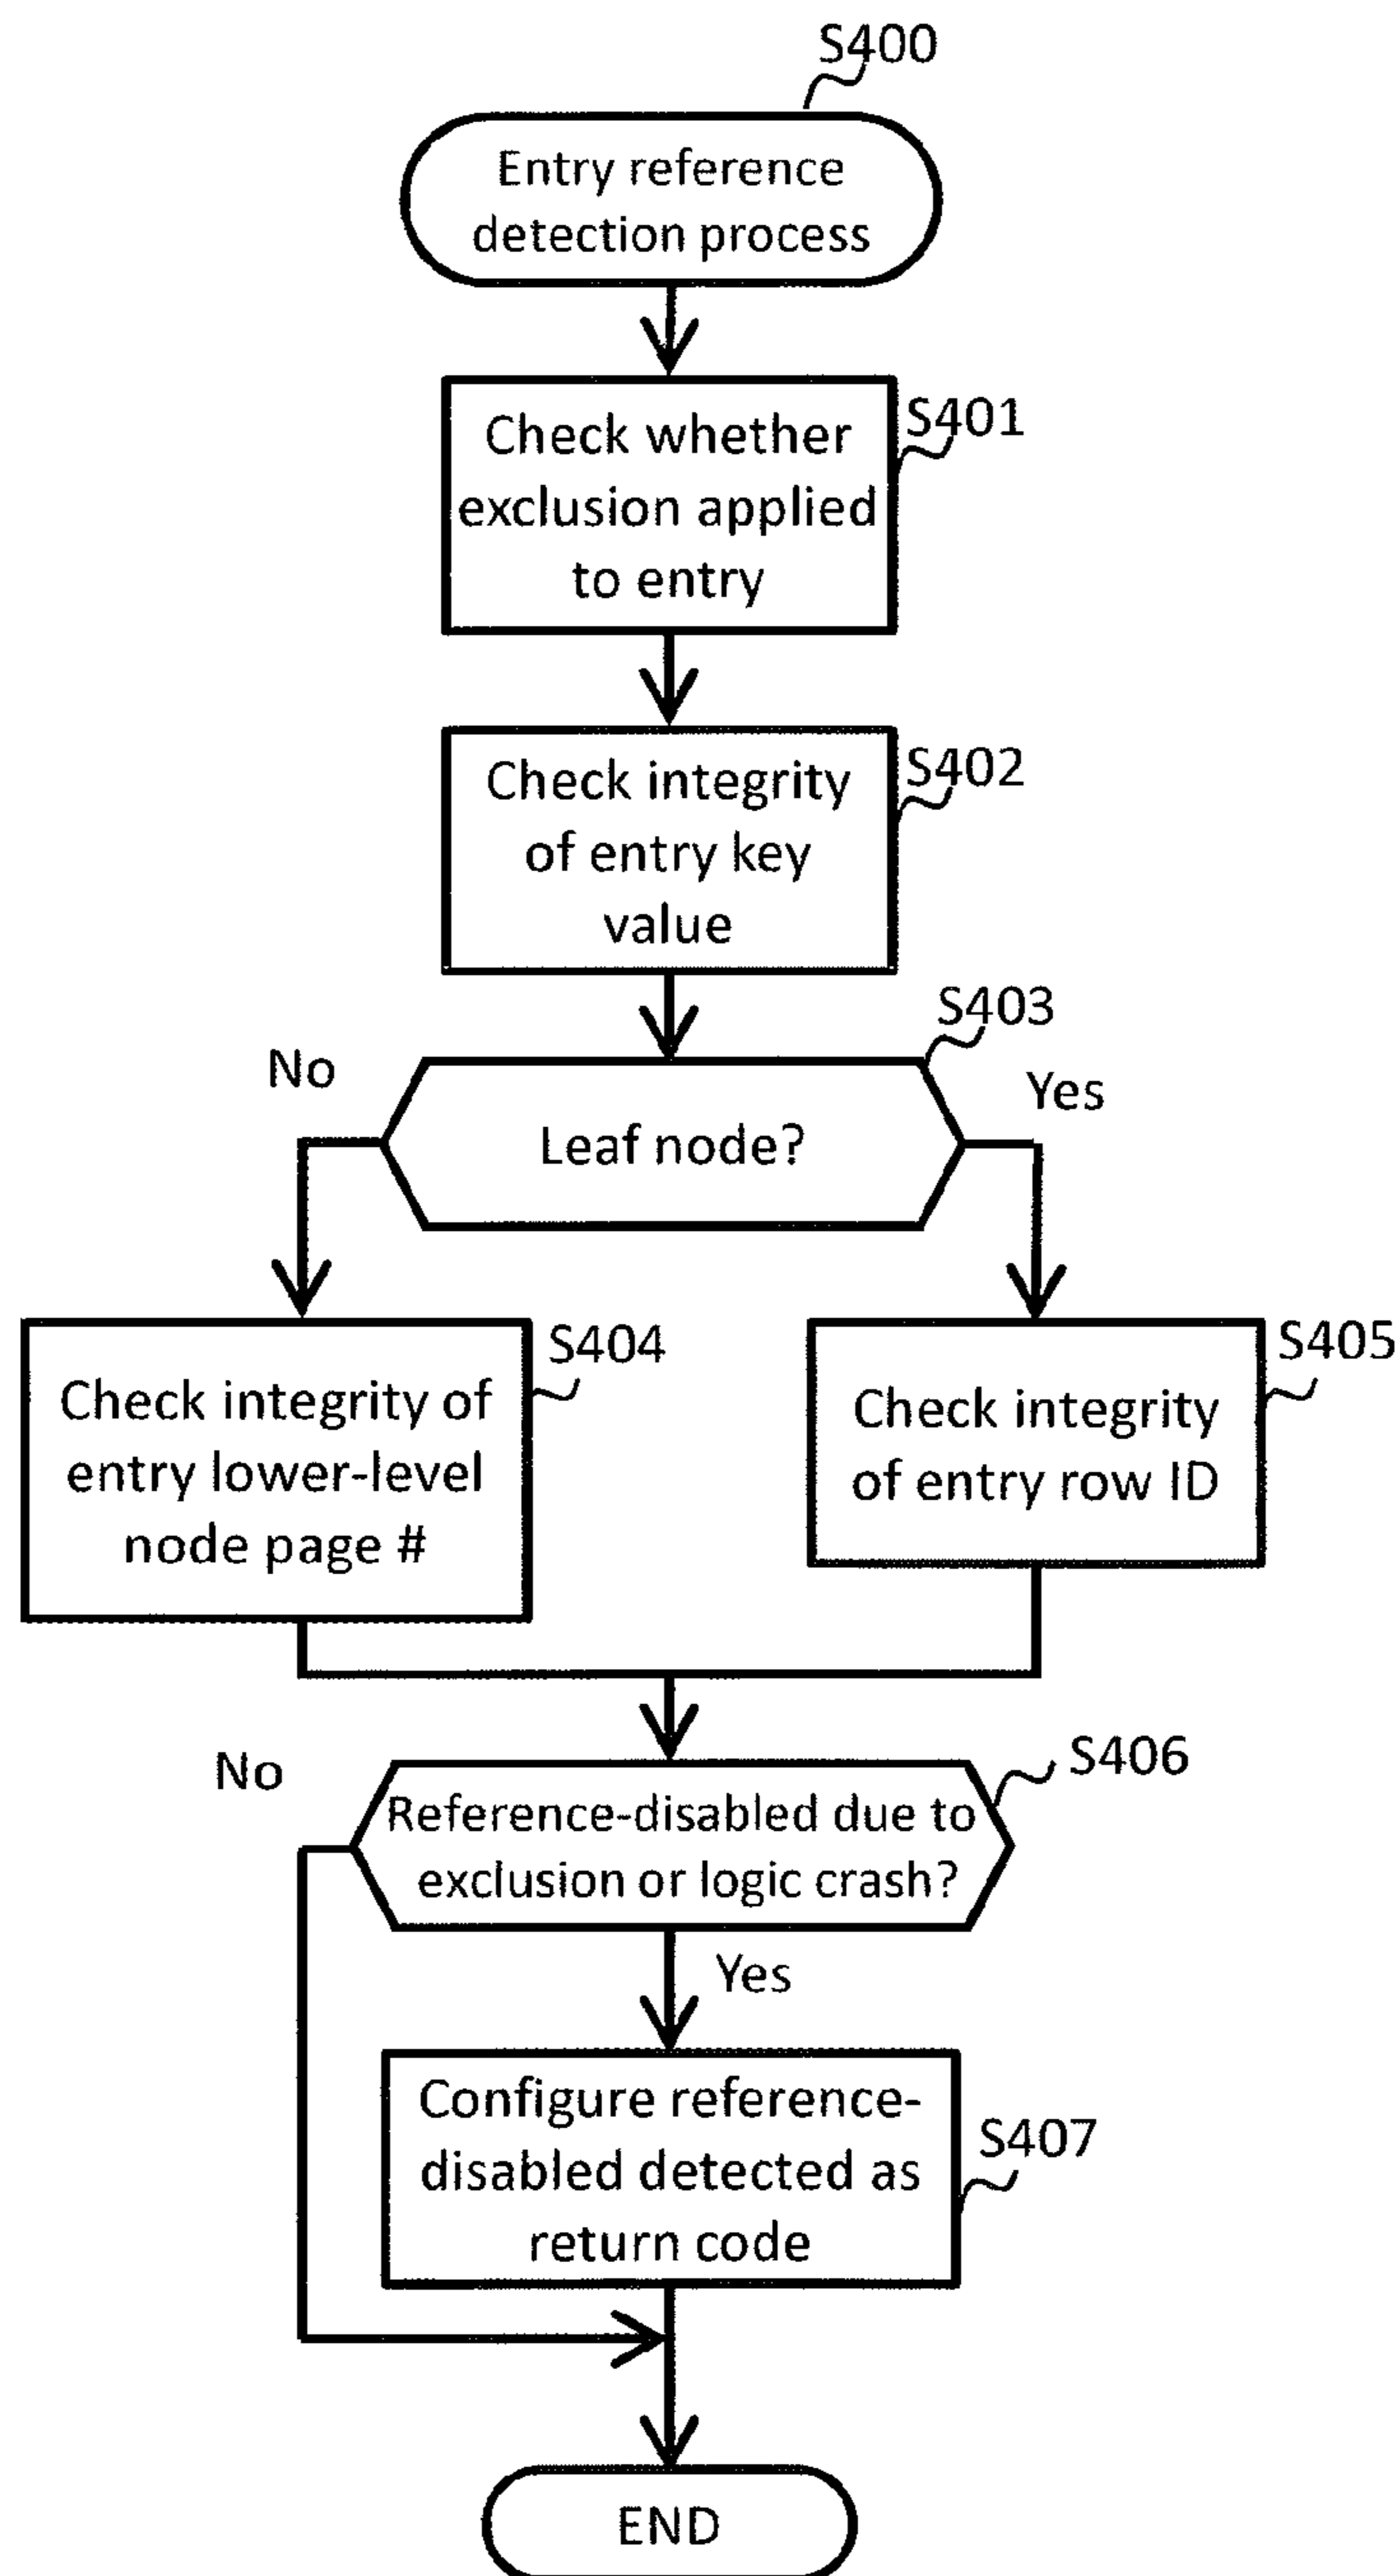 S400
Entry reference
detection process
S401
Check whether
exclusion applied
to entry
S402
Check integrity
of entry key
value
S403
No
Yes
Leaf node?
S404
Check integrity of
entry lower-level
node page #
S405
Check integrity
of entry row ID
No
S406
Reference-disabled due to
exclusion or logic crash?
Yes
Configure reference-
disabled detected as
return code
S407
END